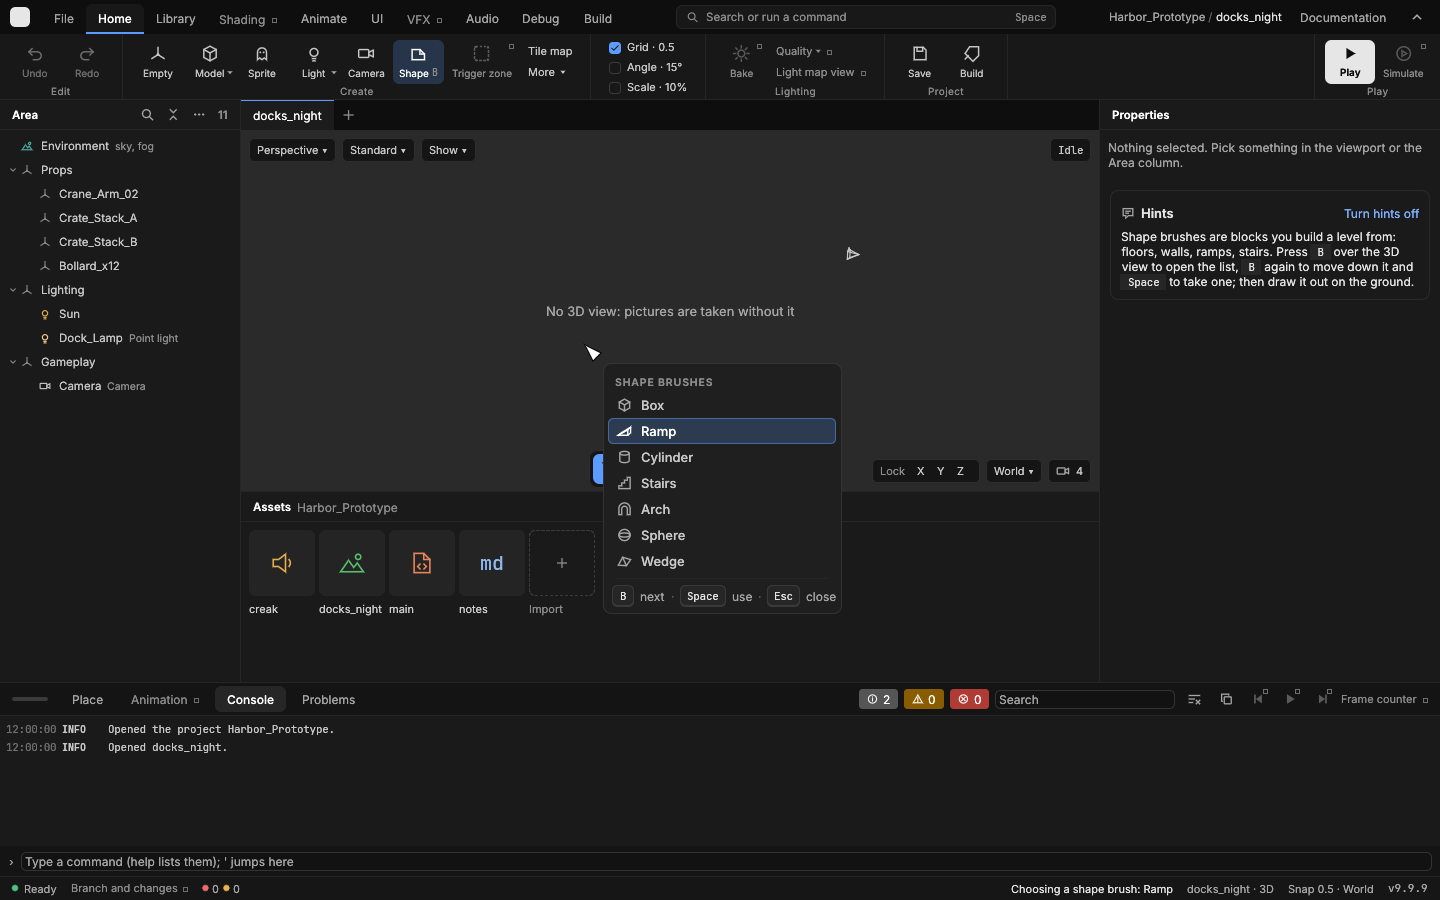 File Home Library Shading Animate UI VFX Audio Debug Build
Search or run a command Space
Harbor_Prototype / docks_night Documentation
Undo Redo
Edit
Empty Model Sprite Light Camera Shape B Trigger zone
Tile map
More
Create
Grid · 0.5
Angle · 15°
Scale · 10%
Bake
Quality
Light map view
Lighting
Save Build
Project
Play Simulate
Play
Area 11
Environment sky, fog
Props
Crane_Arm_02
Crate_Stack_A
Crate_Stack_B
Bollard_x12
Lighting
Sun
Dock_Lamp Point light
Gameplay
Camera Camera
docks_night
Perspective Standard Show
Idle
No 3D view: pictures are taken without it
SHAPE BRUSHES
Box
Ramp
Cylinder
Stairs
Arch
Sphere
Wedge
B next · Space use · Esc close
Lock X Y Z World 4
Properties
Nothing selected. Pick something in the viewport or the
Area column.
Hints Turn hints off
Shape brushes are blocks you build a level from:
floors, walls, ramps, stairs. Press B over the 3D
view to open the list, B again to move down it and
Space to take one; then draw it out on the ground.
Assets Harbor_Prototype
md
creak docks_night main notes Import
Place Animation Console Problems
2 0 0 Search Frame counter
12:00:00 INFO Opened the project Harbor_Prototype.
12:00:00 INFO Opened docks_night.
› Type a command (help lists them); ' jumps here
Ready Branch and changes 0 0
Choosing a shape brush: Ramp docks_night · 3D Snap 0.5 · World v9.9.9